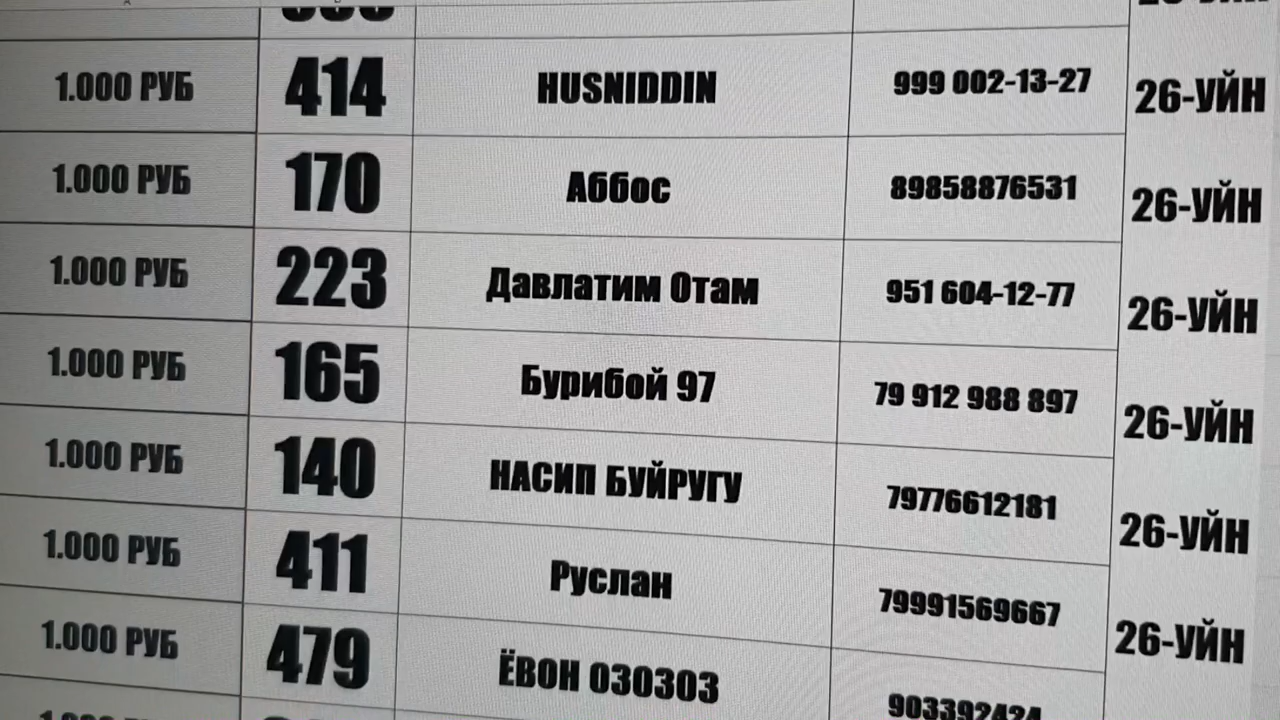 1.000 РУБ 414 HUSNIDDIN 999 002-13-27 26-УЙН
1.000 РУБ 170 Аббос 89858876531 26-УЙН
1.000 РУБ 223 Давлатим Отам 951 604-12-77 26-УЙН
1.000 РУБ 165 Бурибой 97 79 912 988 897 26-УЙН
1.000 РУБ 140 НАСИП БУЙРУГУ 79776612181 26-УЙН
1.000 РУБ 411 Руслан 79991569667 26-УЙН
1.000 РУБ 479 ЁВОН 030303 903392424